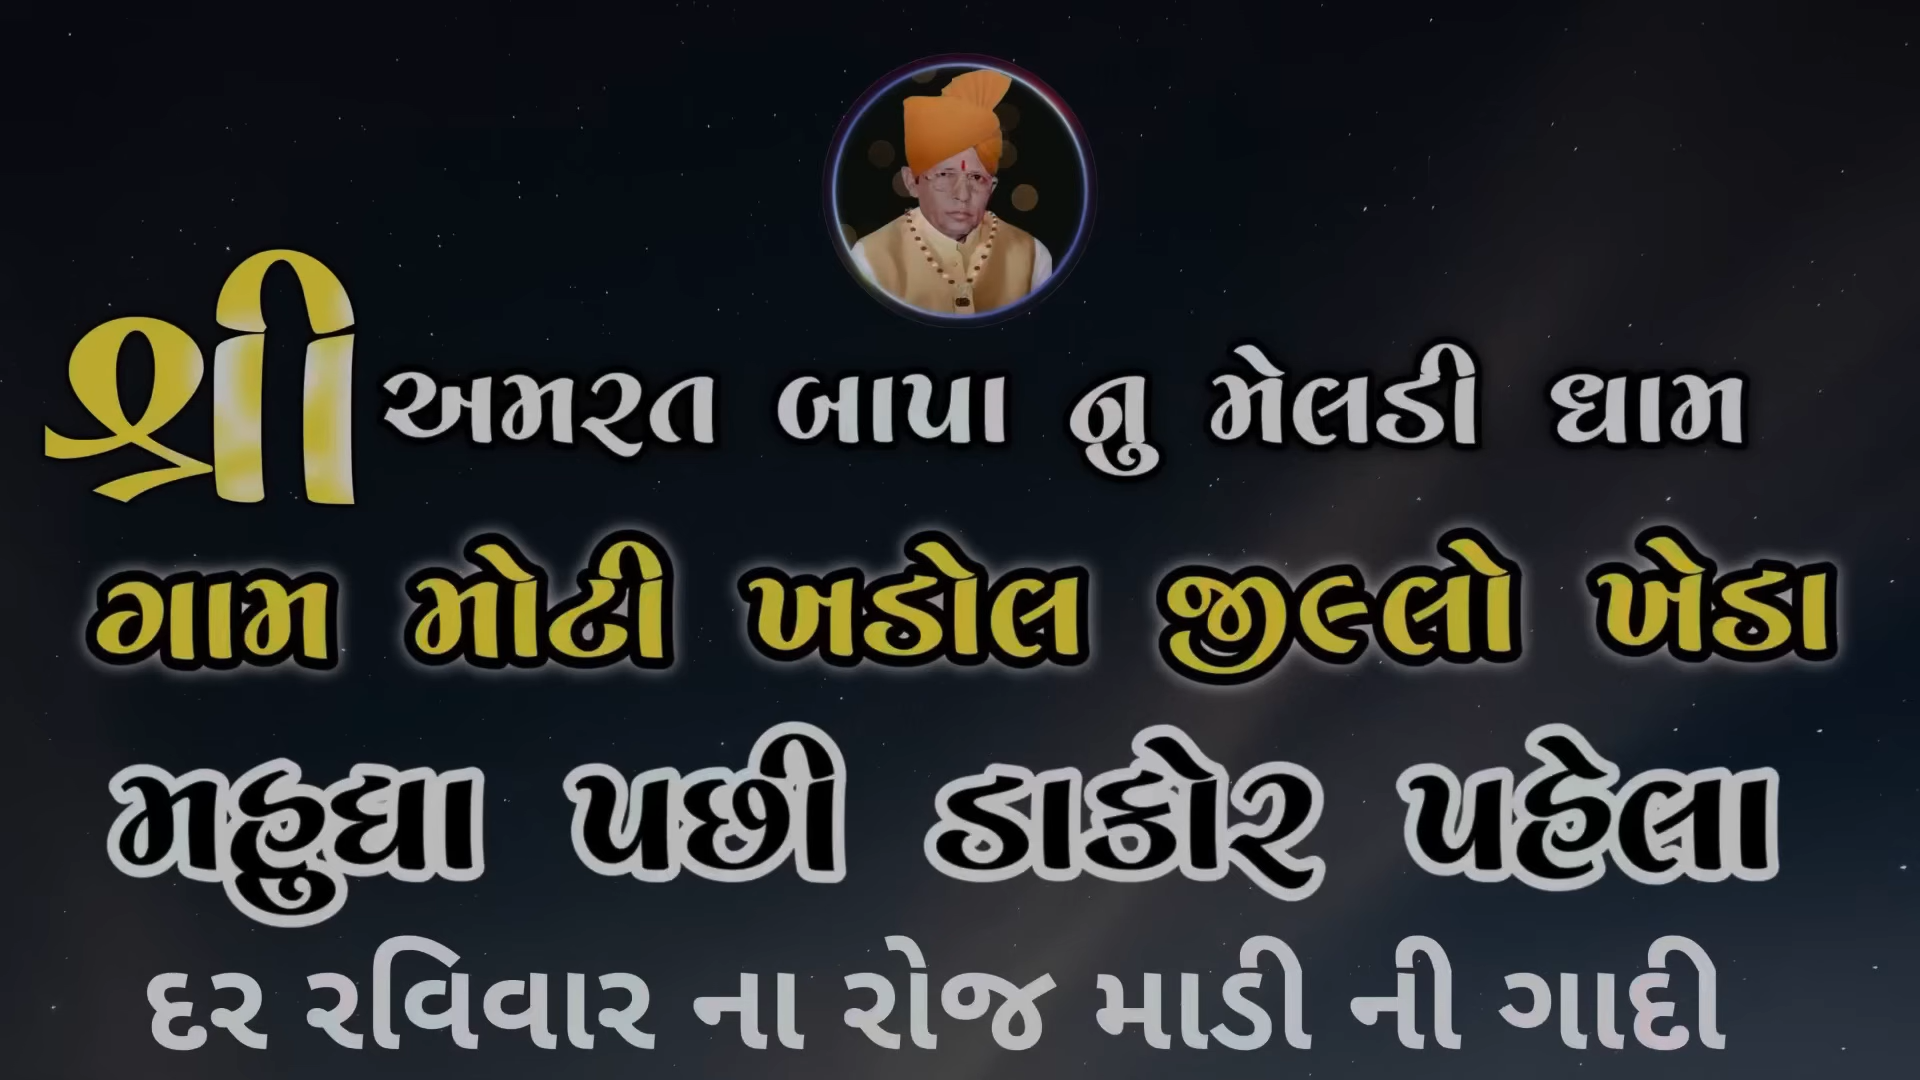 શ્રી અમરત બાપા નુ મેલડી ધામ
ગામ મોટી ખડોલ જીલ્લો ખેડા
મહુધા પછી ડાકોર પહેલા
દર રવિવાર ના રોજ માડી ની ગાદી